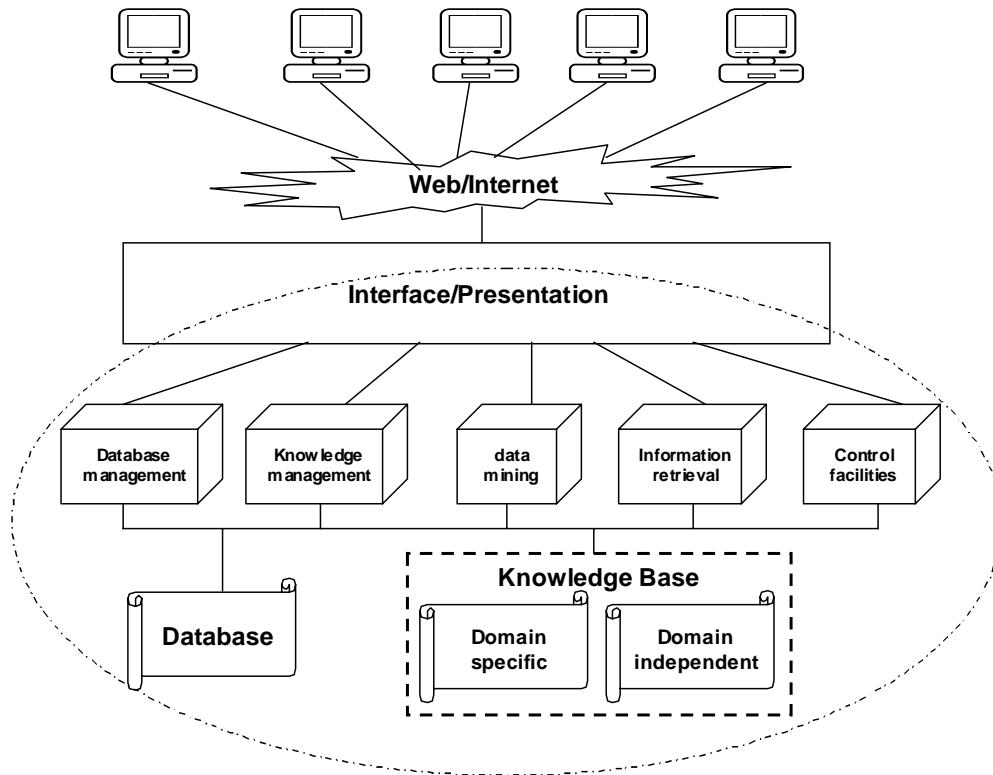 Web/Internet
Interface/Presentation
Database
management
Knowledge
management
data
mining
Information
retrieval
Control
facilities
Knowledge Base
Database
Domain
specific
Domain
independent